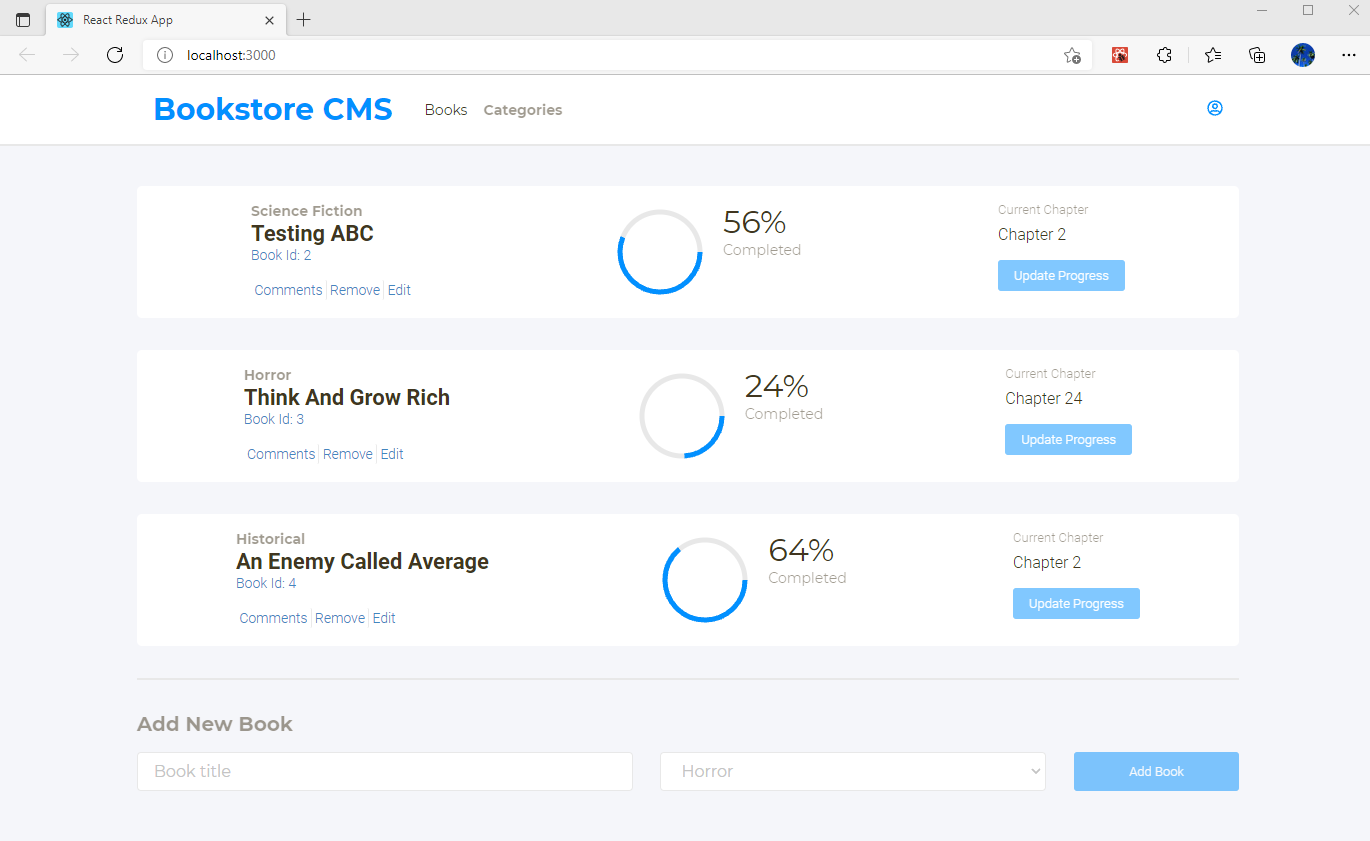 React Redux App
localhost:3000
Bookstore CMS Books Categories
Science Fiction
Testing ABC
Book Id: 2
Comments Remove Edit
56%
Completed
Current Chapter
Chapter 2
Update Progress
Horror
Think And Grow Rich
Book Id: 3
Comments Remove Edit
24%
Completed
Current Chapter
Chapter 24
Update Progress
Historical
An Enemy Called Average
Book Id: 4
Comments Remove Edit
64%
Completed
Current Chapter
Chapter 2
Update Progress
Add New Book
Book title Horror Add Book